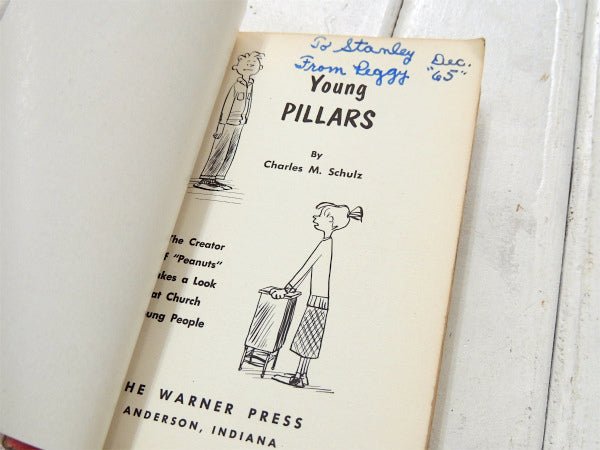 To Stanley Dec.
From Peggy "65"
Young
PILLARS
By
Charles M. Schulz
The Creator
f "Peanuts"
akes a Look
at Church
ung People
HE WARNER PRESS
ANDERSON, INDIANA